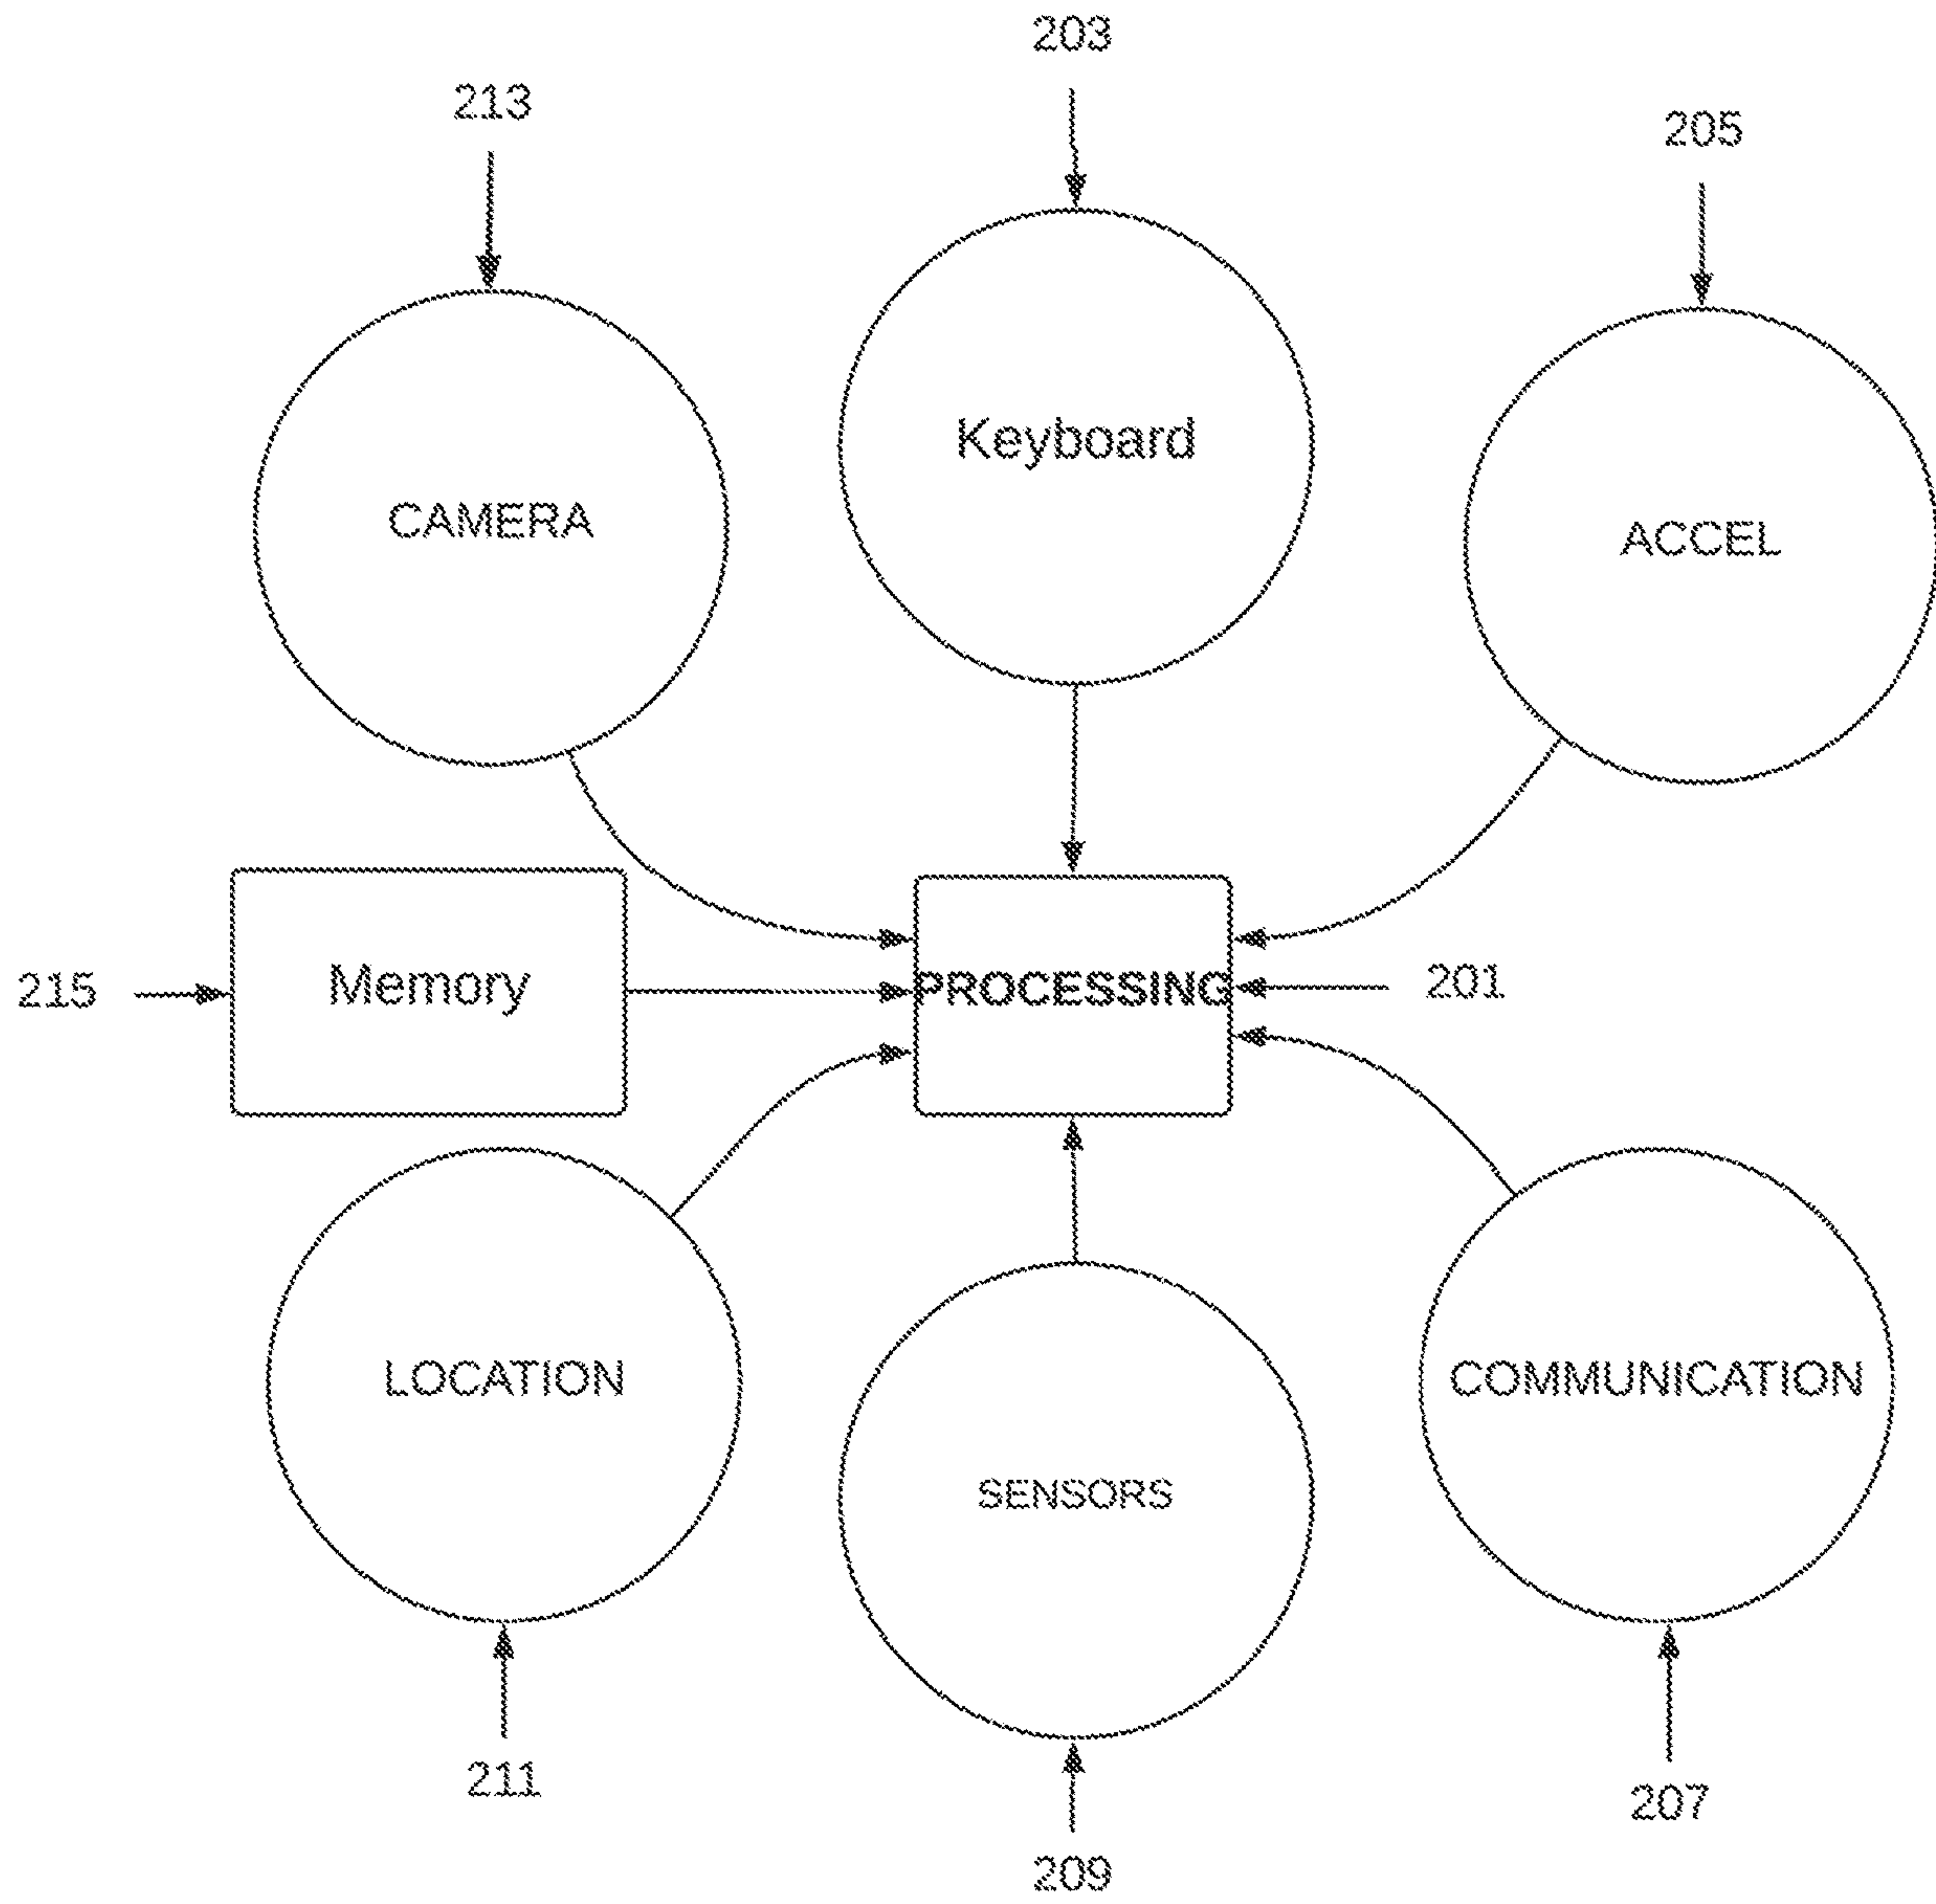 203
213
205
Keyboard
CAMERA
ACCEL
Memory
PROCESSING
215
201
LOCATION
COMMUNICATION
SENSORS
211
207
209